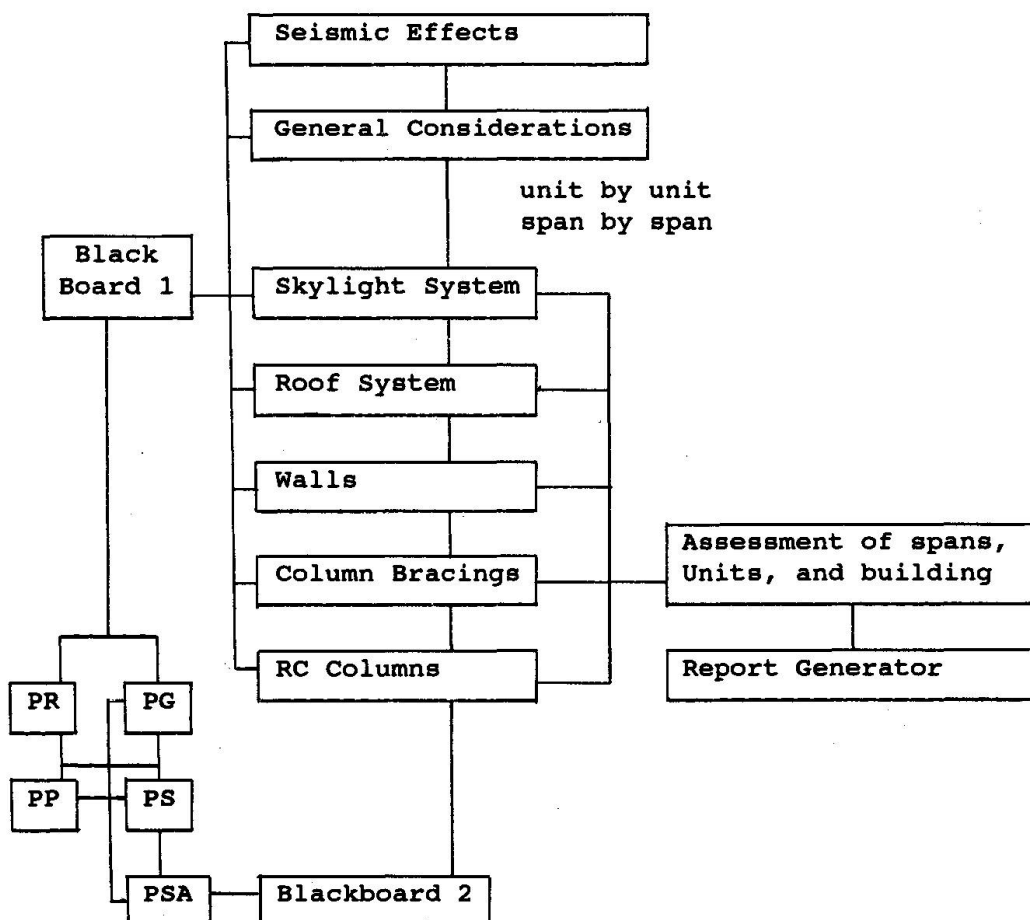 Seismic Effects
General Considerations
unit by unit
span by span
Black
Board 1
Skylight System
Roof System
Walls
Column Bracings
Assessment of spans,
Units, and building
RC Columns
Report Generator
PR
PG
PP
PS
PSA
Blackboard 2